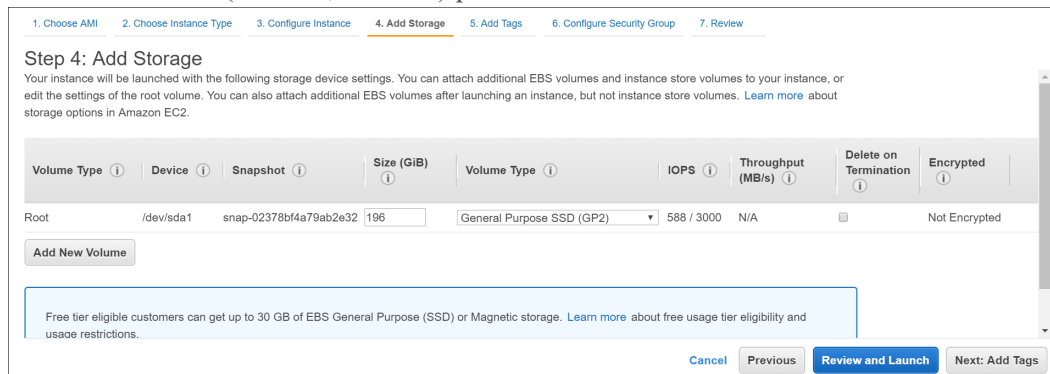 1. Choose AMI 2. Choose Instance Type 3. Configure Instance 4. Add Storage 5. Add Tags 6. Configure Security Group 7. Review
Step 4: Add Storage
Your instance will be launched with the following storage device settings. You can attach additional EBS volumes and instance store volumes to your instance, or
edit the settings of the root volume. You can also attach additional EBS volumes after launching an instance, but not instance store volumes. Learn more about
storage options in Amazon EC2.
Volume Type i Device i Snapshot i Size (GiB) i Volume Type i IOPS i Throughput (MB/s) i Delete on Termination i Encrypted i
Root /dev/sda1 snap-02378bf4a79ab2e32 196 General Purpose SSD (GP2) 588 / 3000 N/A Not Encrypted
Add New Volume
Free tier eligible customers can get up to 30 GB of EBS General Purpose (SSD) or Magnetic storage. Learn more about free usage tier eligibility and
usage restrictions.
Cancel Previous Review and Launch Next: Add Tags